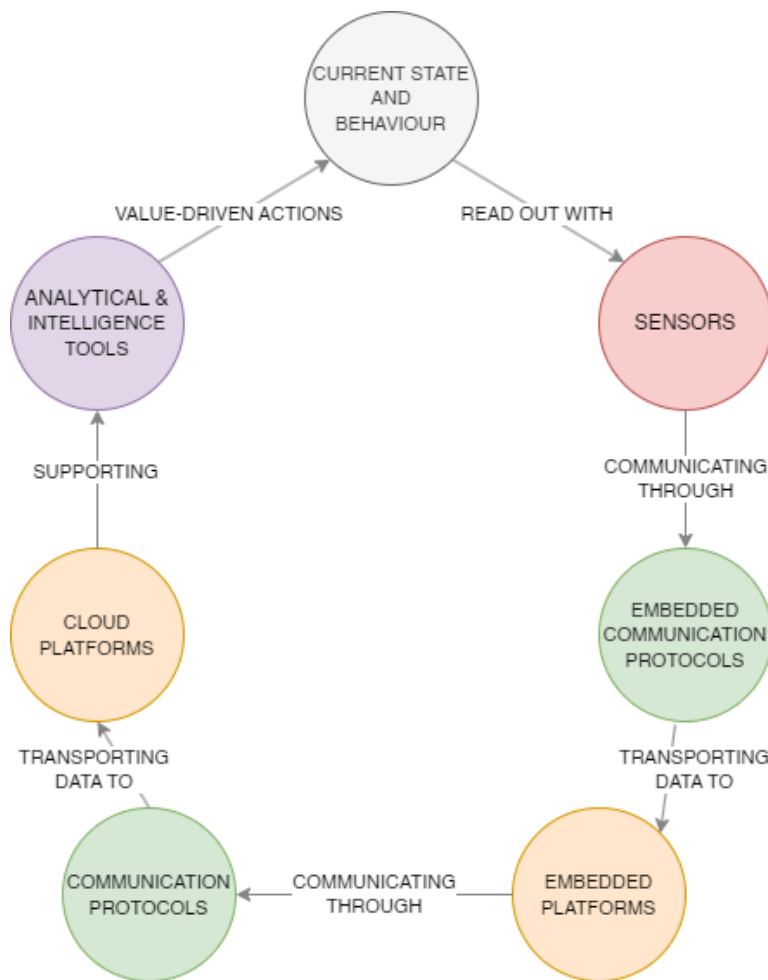 CURRENT STATE
AND
BEHAVIOUR
VALUE-DRIVEN ACTIONS
READ OUT WITH
ANALYTICAL &
INTELLIGENCE
TOOLS
SENSORS
SUPPORTING
COMMUNICATING
THROUGH
CLOUD
PLATFORMS
EMBEDDED
COMMUNICATION
PROTOCOLS
TRANSPORTING
DATA TO
TRANSPORTING
DATA TO
COMMUNICATION
PROTOCOLS
COMMUNICATING
THROUGH
EMBEDDED
PLATFORMS